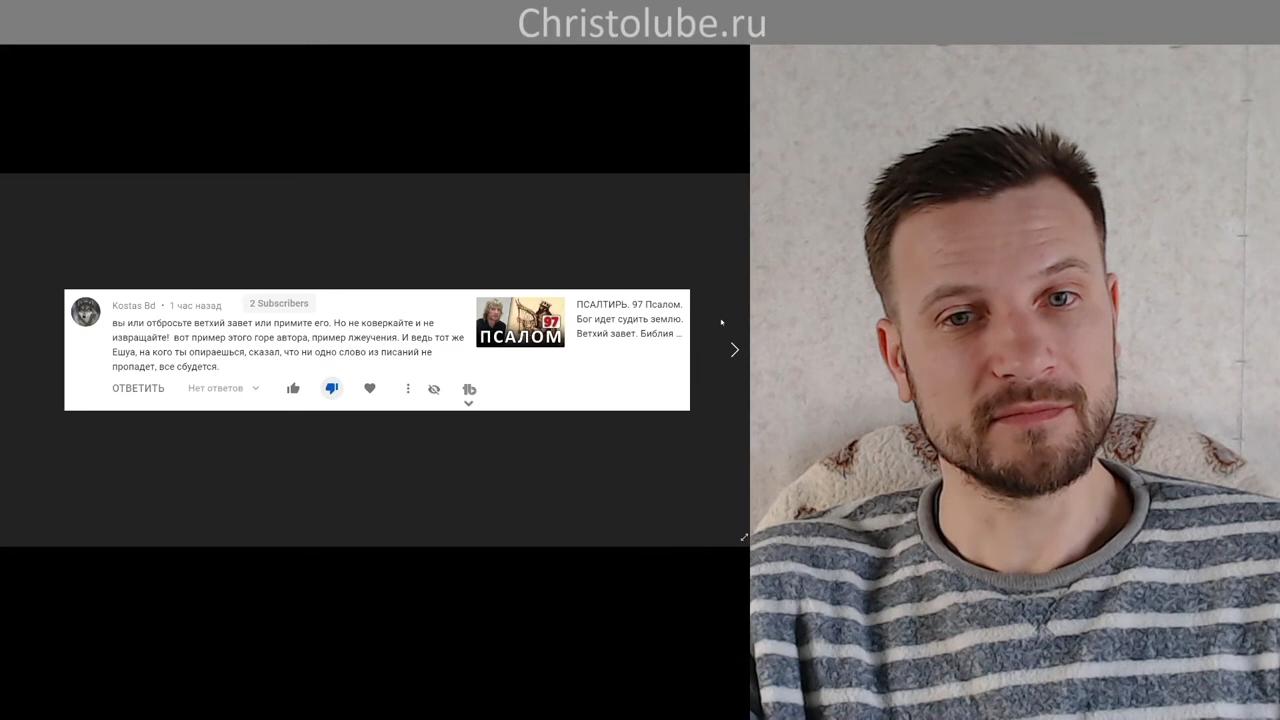 Christolube.ru
Kostas Bd • 1 час назад
2 Subscribers
вы или отбросьте ветхий завет или примите его. Но не коверкайте и не
извращайте! вот пример этого горе автора, пример лжеучения. И ведь тот же
Ешуа, на кого ты опираешься, сказал, что ни одно слово из писаний не
пропадет, все сбудется.
ОТВЕТИТЬ
Нет ответов
97
ПСАЛОМ
ПСАЛТИРЬ. 97 Псалом.
Бог идет судить землю.
Ветхий завет. Библия ...